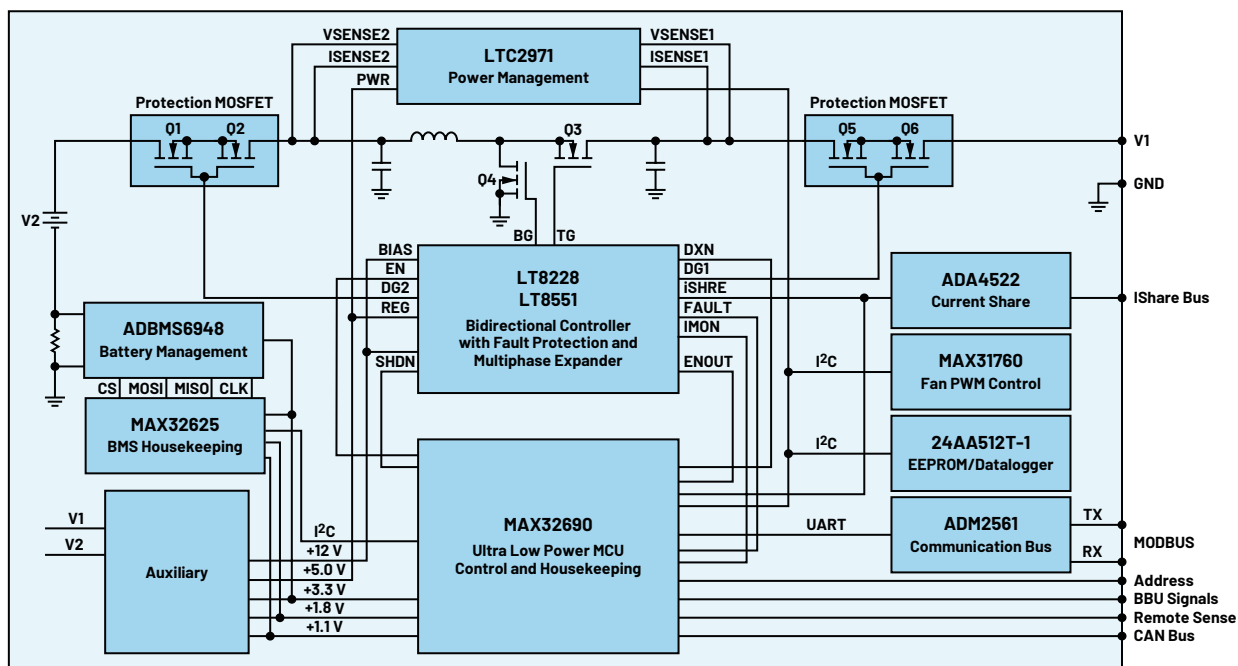 VSENSE2
ISENSE2
PWR
LTC2971
Power Management
VSENSE1
ISENSE1
Protection MOSFET
Q1
Q2
Q3
Q4
Protection MOSFET
Q5
Q6
V1
GND
V2
BG
TG
BIAS
EN
DG2
REG
SHDN
LT8228
LT8551
Bidirectional Controller
with Fault Protection and
Multiphase Expander
DXN
DG1
iSHRE
FAULT
IMON
ENOUT
ADA4522
Current Share
IShare Bus
ADBMS6948
Battery Management
CS
MOSI
MISO
CLK
MAX32625
BMS Housekeeping
I²C
MAX31760
Fan PWM Control
I²C
24AA512T-1
EEPROM/Datalogger
V1
V2
Auxiliary
I²C
+12 V
+5.0 V
+3.3 V
+1.8 V
+1.1 V
MAX32690
Ultra Low Power MCU
Control and Housekeeping
UART
ADM2561
Communication Bus
TX
RX
MODBUS
Address
BBU Signals
Remote Sense
CAN Bus